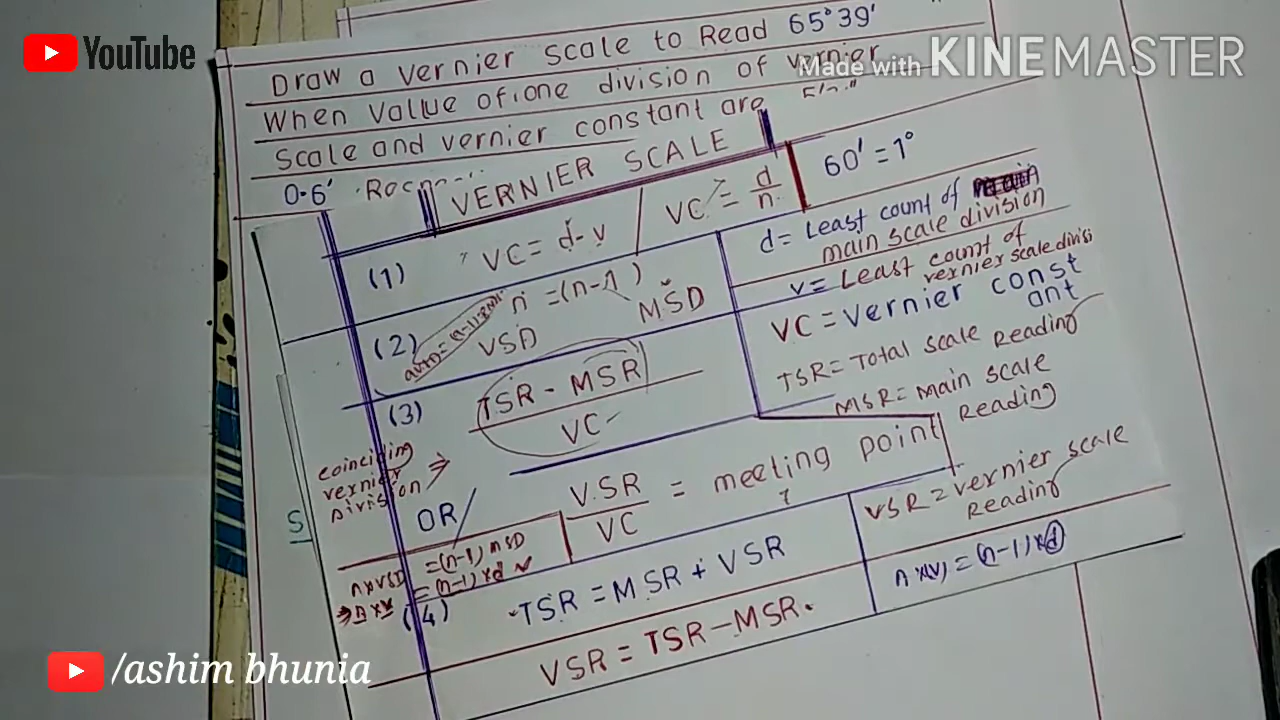 YouTube
Made with KINEMASTER
Draw a vernier scale to Read 65°39'
When value of one division of vernier
scale and vernier constant are
0.6'
VERNIER SCALE
(1) VC = d-v
VC = d/n
60' = 1°
d = Least count of
main scale division
v = Least count of
vernier scale divisi
(2) n = (n-1)
VSD MSD
VC = Vernier const
ant
TSR = Total scale Reading
(3) TSR - MSR
VC
MSR = Main scale
Reading
coinciding
vernier
Division ⇒
OR/
V.SR/VC = meeting point
VSR = vernier scale
Reading
S
n×VSD = (n-1) MSD
⇒ n×v = (n-1)×d
(4) TSR = MSR + VSR
n×v) = (n-1)×d
VSR = TSR - MSR.
/ashim bhunia